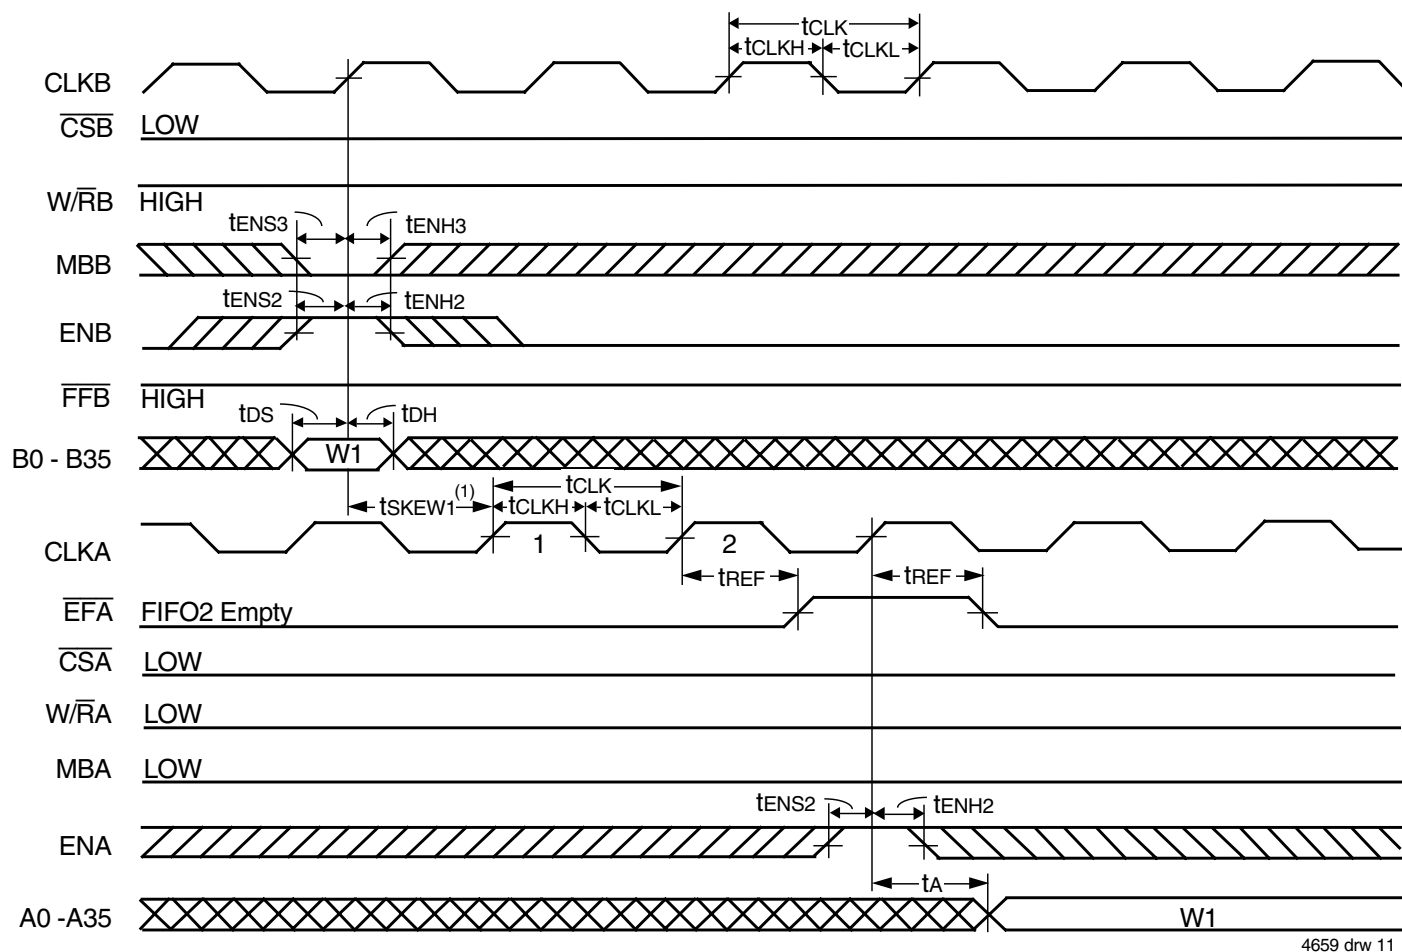 tCLK
tCLKH tCLKL
CLKB
CSB LOW
W/RB HIGH
tENS3 tENH3
MBB
tENS2 tENH2
ENB
FFB HIGH
tDS tDH
B0 - B35 W1
tCLK
tSKEW1(1) tCLKH tCLKL
CLKA 1 2
tREF tREF
EFA FIFO2 Empty
CSA LOW
W/RA LOW
MBA LOW
tENS2 tENH2
ENA
tA
A0 -A35 W1
4659 drw 11